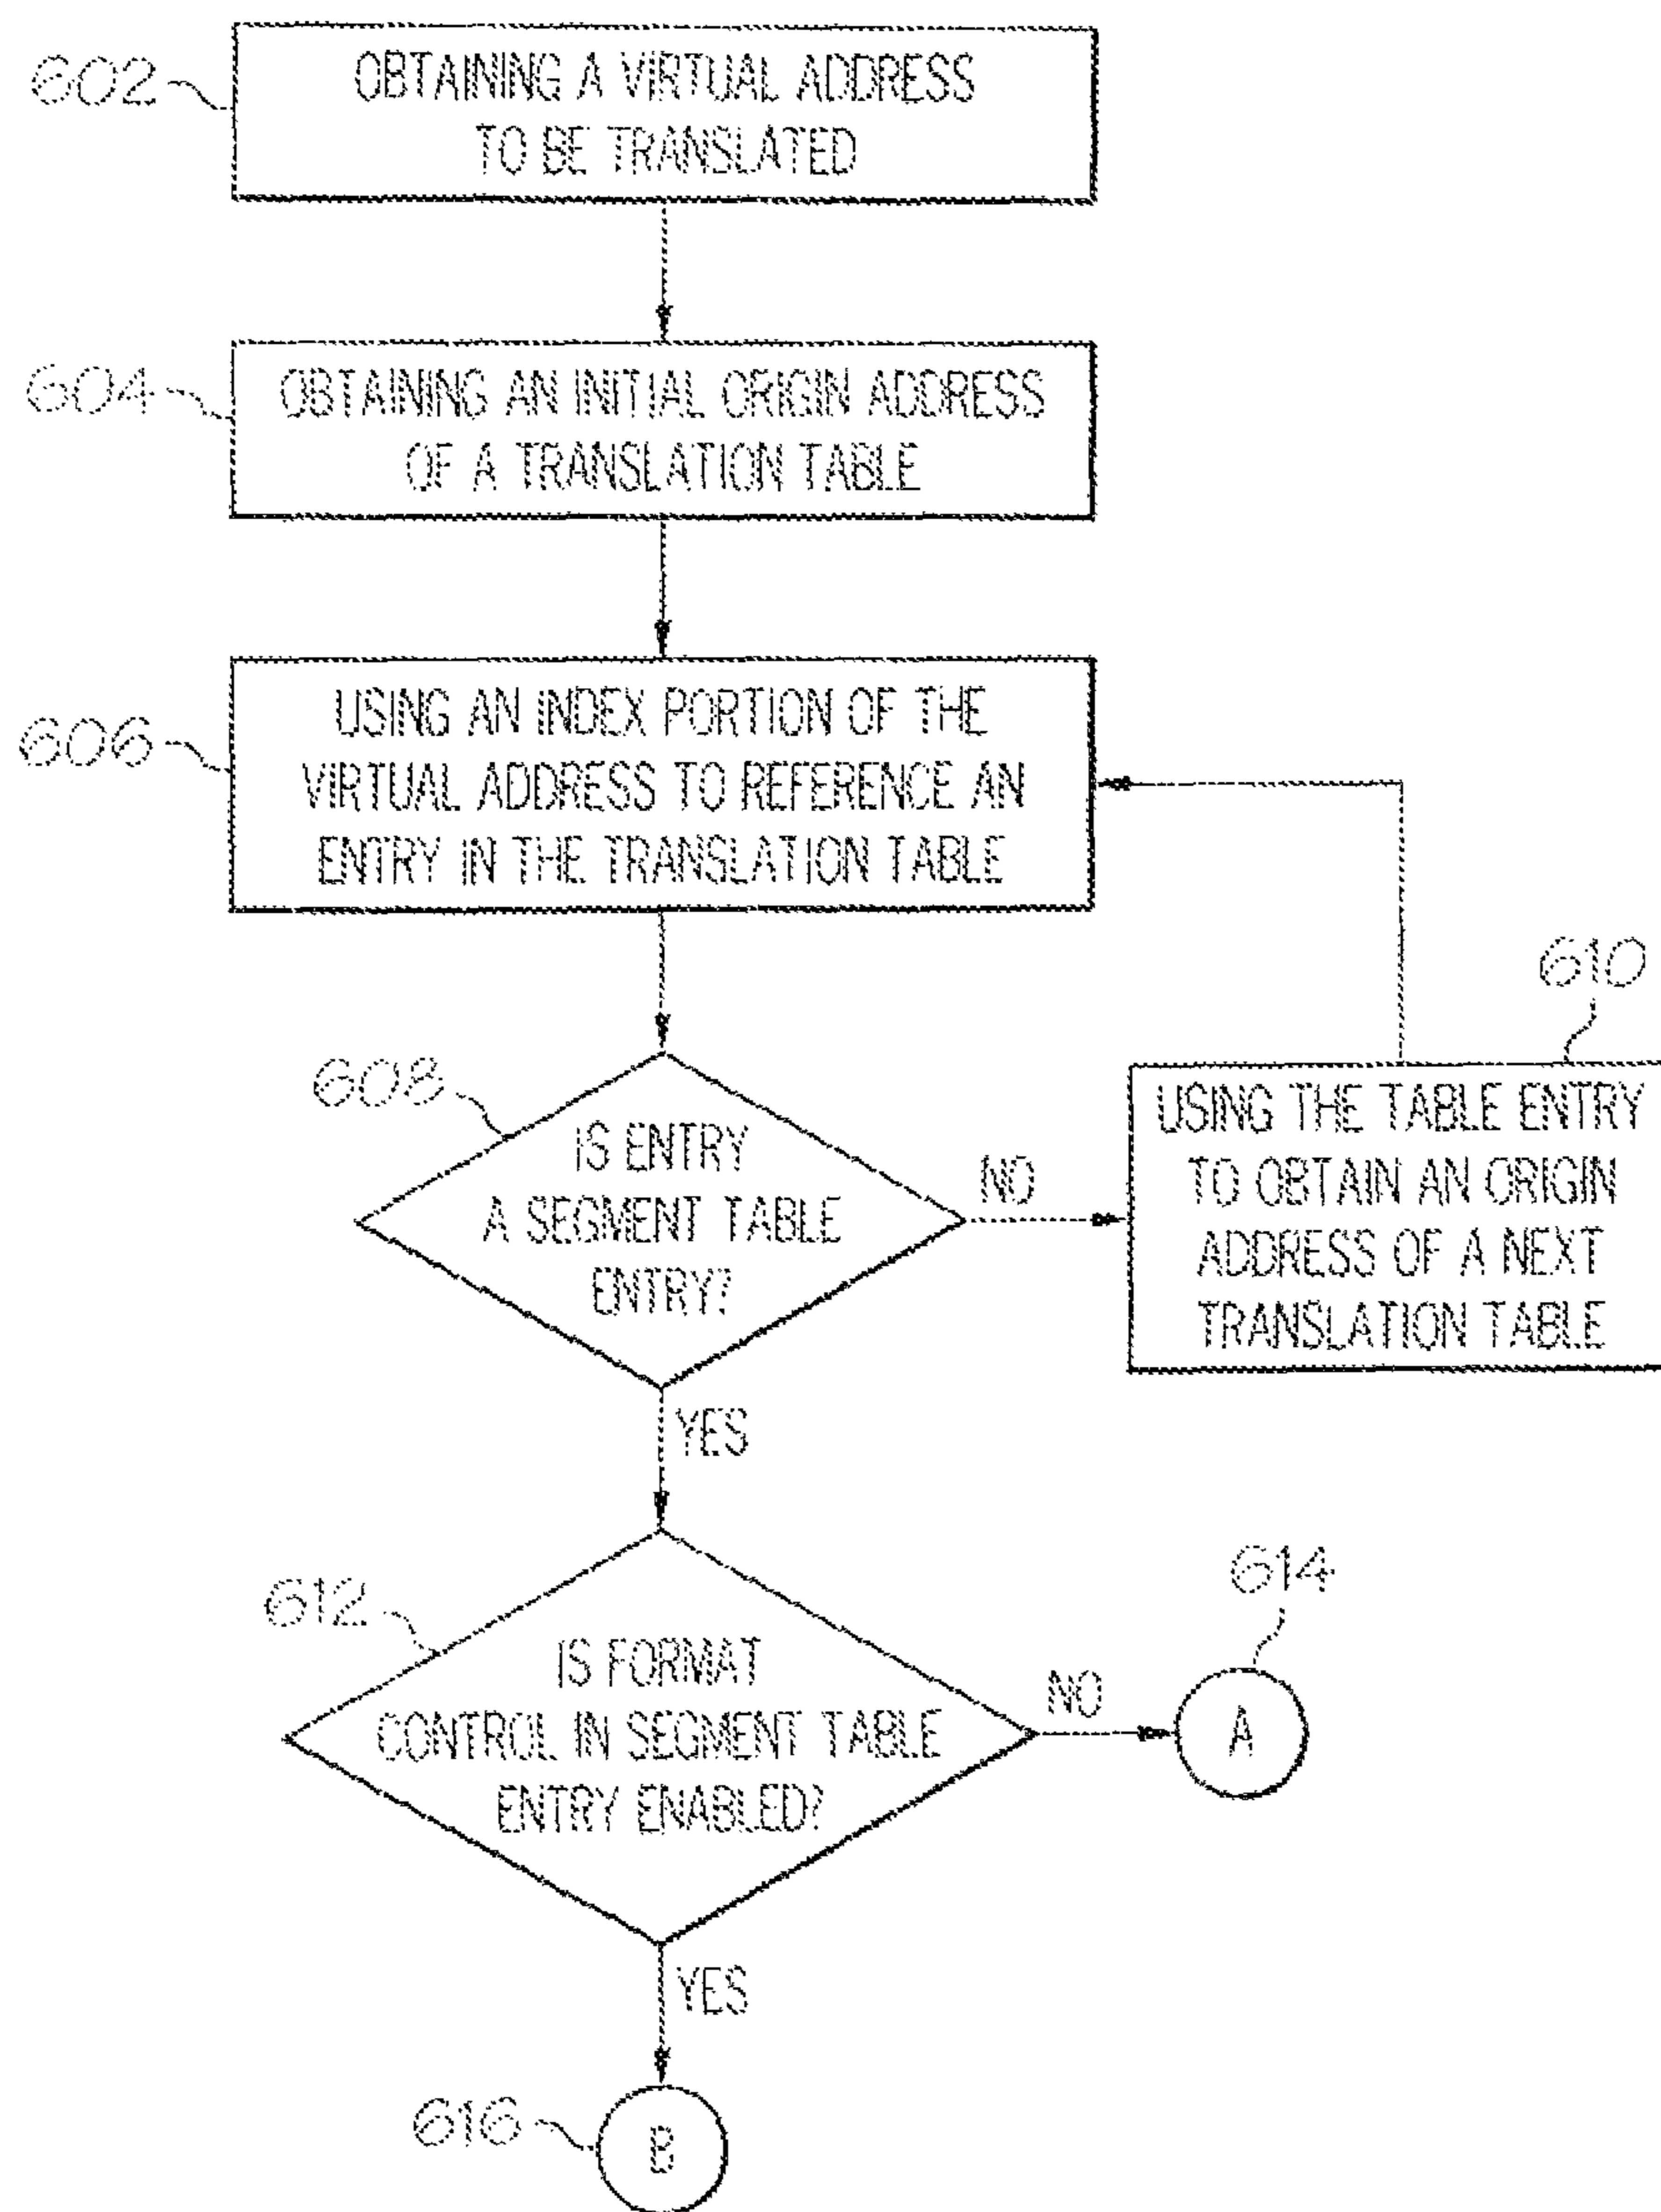 602
OBTAINING A VIRTUAL ADDRESS
TO BE TRANSLATED
604
OBTAINING AN INITIAL ORIGIN ADDRESS
OF A TRANSLATION TABLE
606
USING AN INDEX PORTION OF THE
VIRTUAL ADDRESS TO REFERENCE AN
ENTRY IN THE TRANSLATION TABLE
608
IS ENTRY
A SEGMENT TABLE
ENTRY?
NO
610
USING THE TABLE ENTRY
TO OBTAIN AN ORIGIN
ADDRESS OF A NEXT
TRANSLATION TABLE
YES
612
IS FORMAT
CONTROL IN SEGMENT TABLE
ENTRY ENABLED?
NO
614
A
YES
616
B